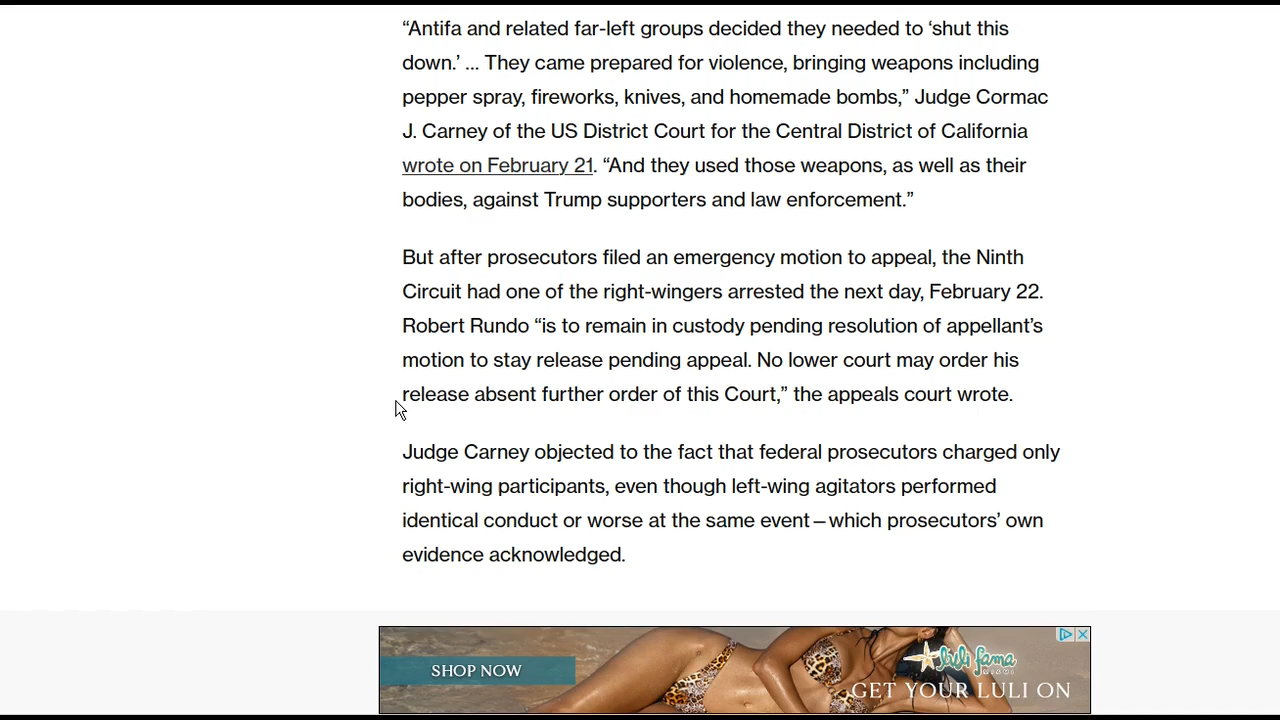 “Antifa and related far-left groups decided they needed to ‘shut this
down.’ ... They came prepared for violence, bringing weapons including
pepper spray, fireworks, knives, and homemade bombs,” Judge Cormac
J. Carney of the US District Court for the Central District of California
wrote on February 21. “And they used those weapons, as well as their
bodies, against Trump supporters and law enforcement.”
But after prosecutors filed an emergency motion to appeal, the Ninth
Circuit had one of the right-wingers arrested the next day, February 22.
Robert Rundo “is to remain in custody pending resolution of appellant’s
motion to stay release pending appeal. No lower court may order his
release absent further order of this Court,” the appeals court wrote.
Judge Carney objected to the fact that federal prosecutors charged only
right-wing participants, even though left-wing agitators performed
identical conduct or worse at the same event—which prosecutors’ own
evidence acknowledged.
SHOP NOW
luli fama
MIAMI
GET YOUR LULI ON